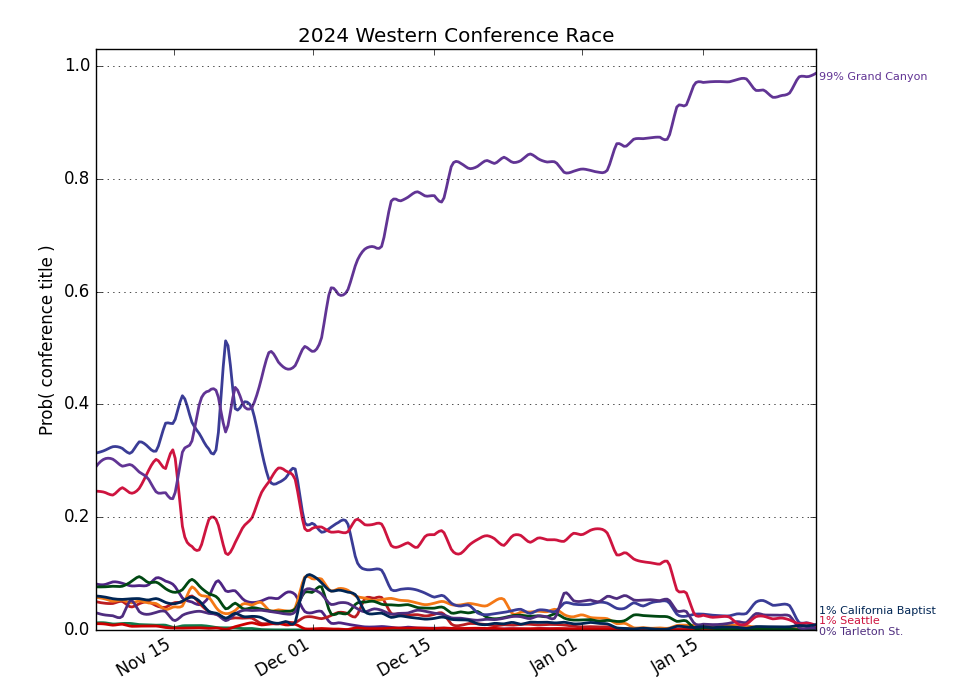 2024 Western Conference Race
1.0
99% Grand Canyon
0.8
0.6
Prob( conference title )
0.4
0.2
1% California Baptist
1% Seattle
0.0
0% Tarleton St.
Nov 15
Dec 01
Dec 15
Jan 01
Jan 15